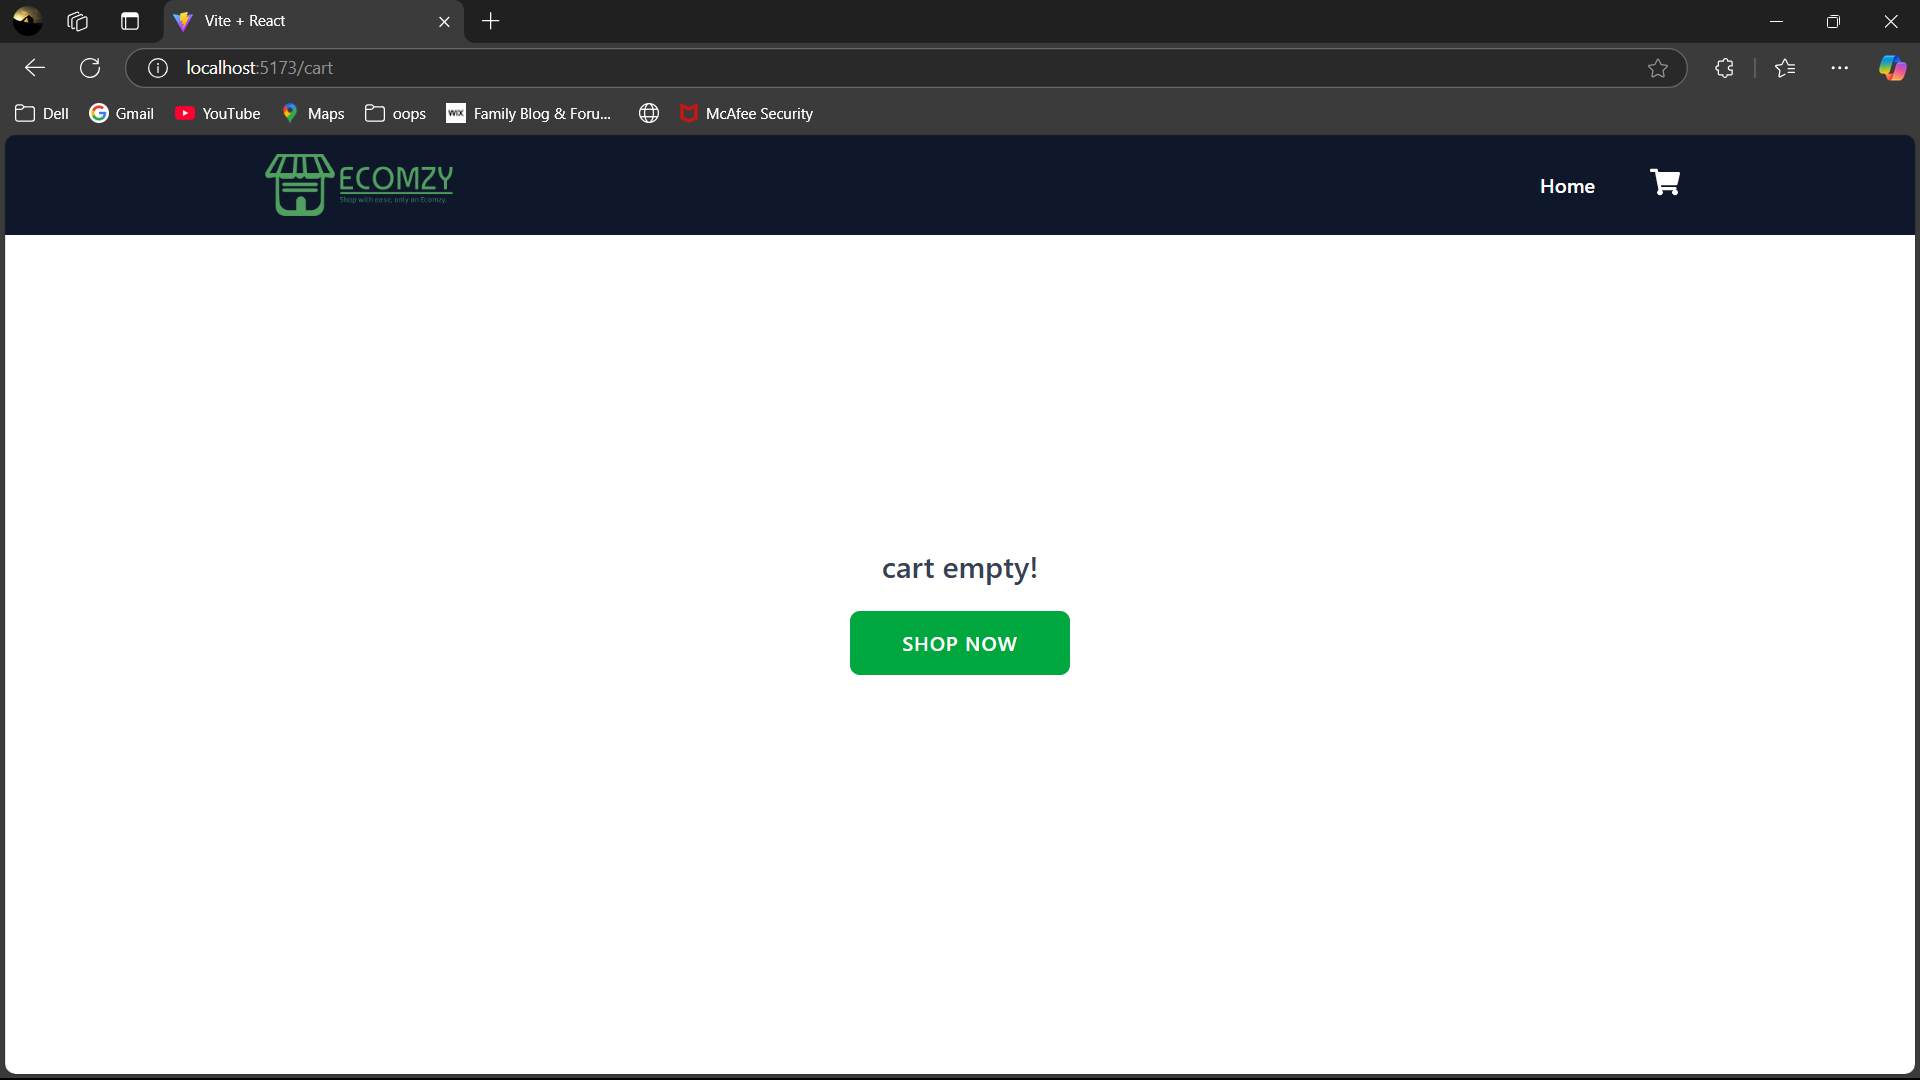 Vite + React
localhost:5173/cart
Dell
Gmail
YouTube
Maps
oops
WIX
Family Blog & Foru...
McAfee Security
ECOMZY
Shop with ease, only on Ecomzy.
Home
cart empty!
SHOP NOW